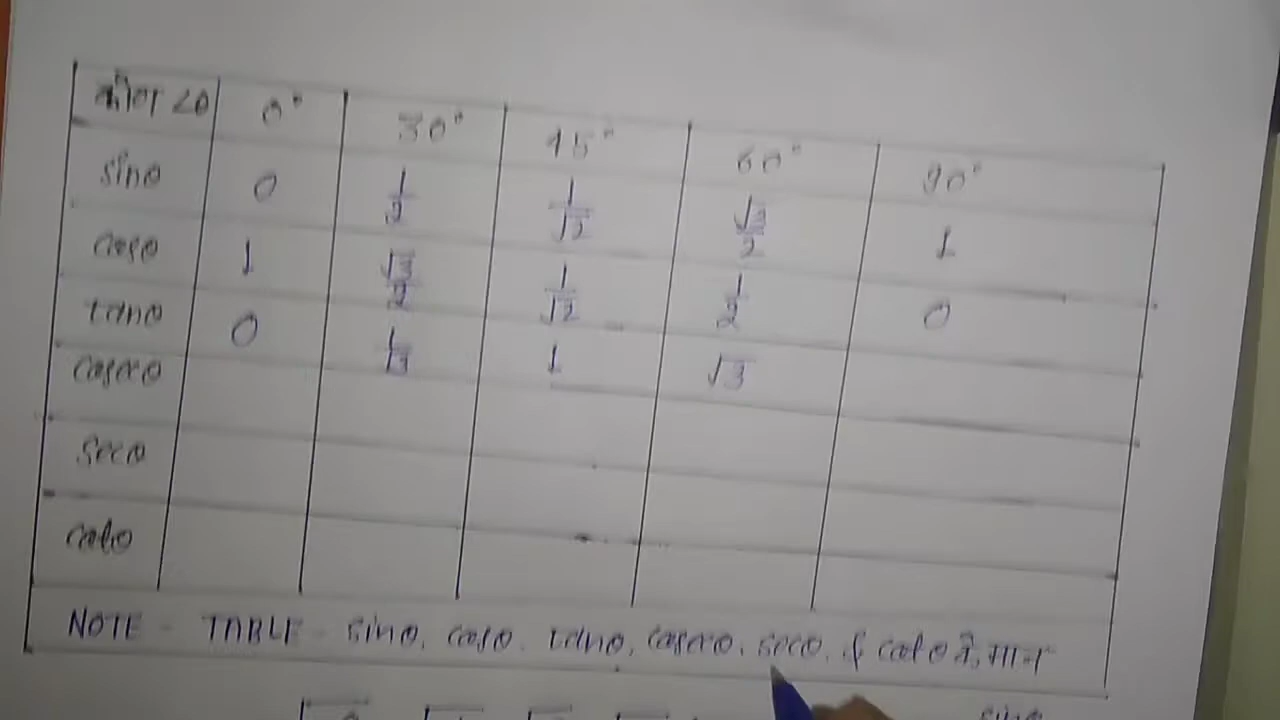 कोण ∠θ 0° 30° 45° 60° 90°
sinθ 0 1/2 1/√2 √3/2 1
cosθ 1 √3/2 1/√2 1/2 0
tanθ 0 1/√3 1 √3
cosecθ
secθ
cotθ
NOTE - TABLE - sinθ, cosθ, tanθ, cosecθ, secθ, & cotθ के, मान
sinθ